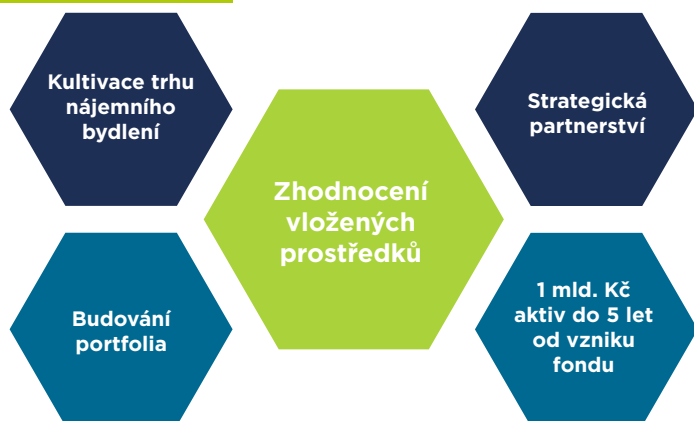 Kultivace trhu
nájemního
bydlení
Strategická
partnerství
Zhodnocení
vložených
prostředků
Budování
portfolia
1 mld. Kč
aktiv do 5 let
od vzniku
fondu